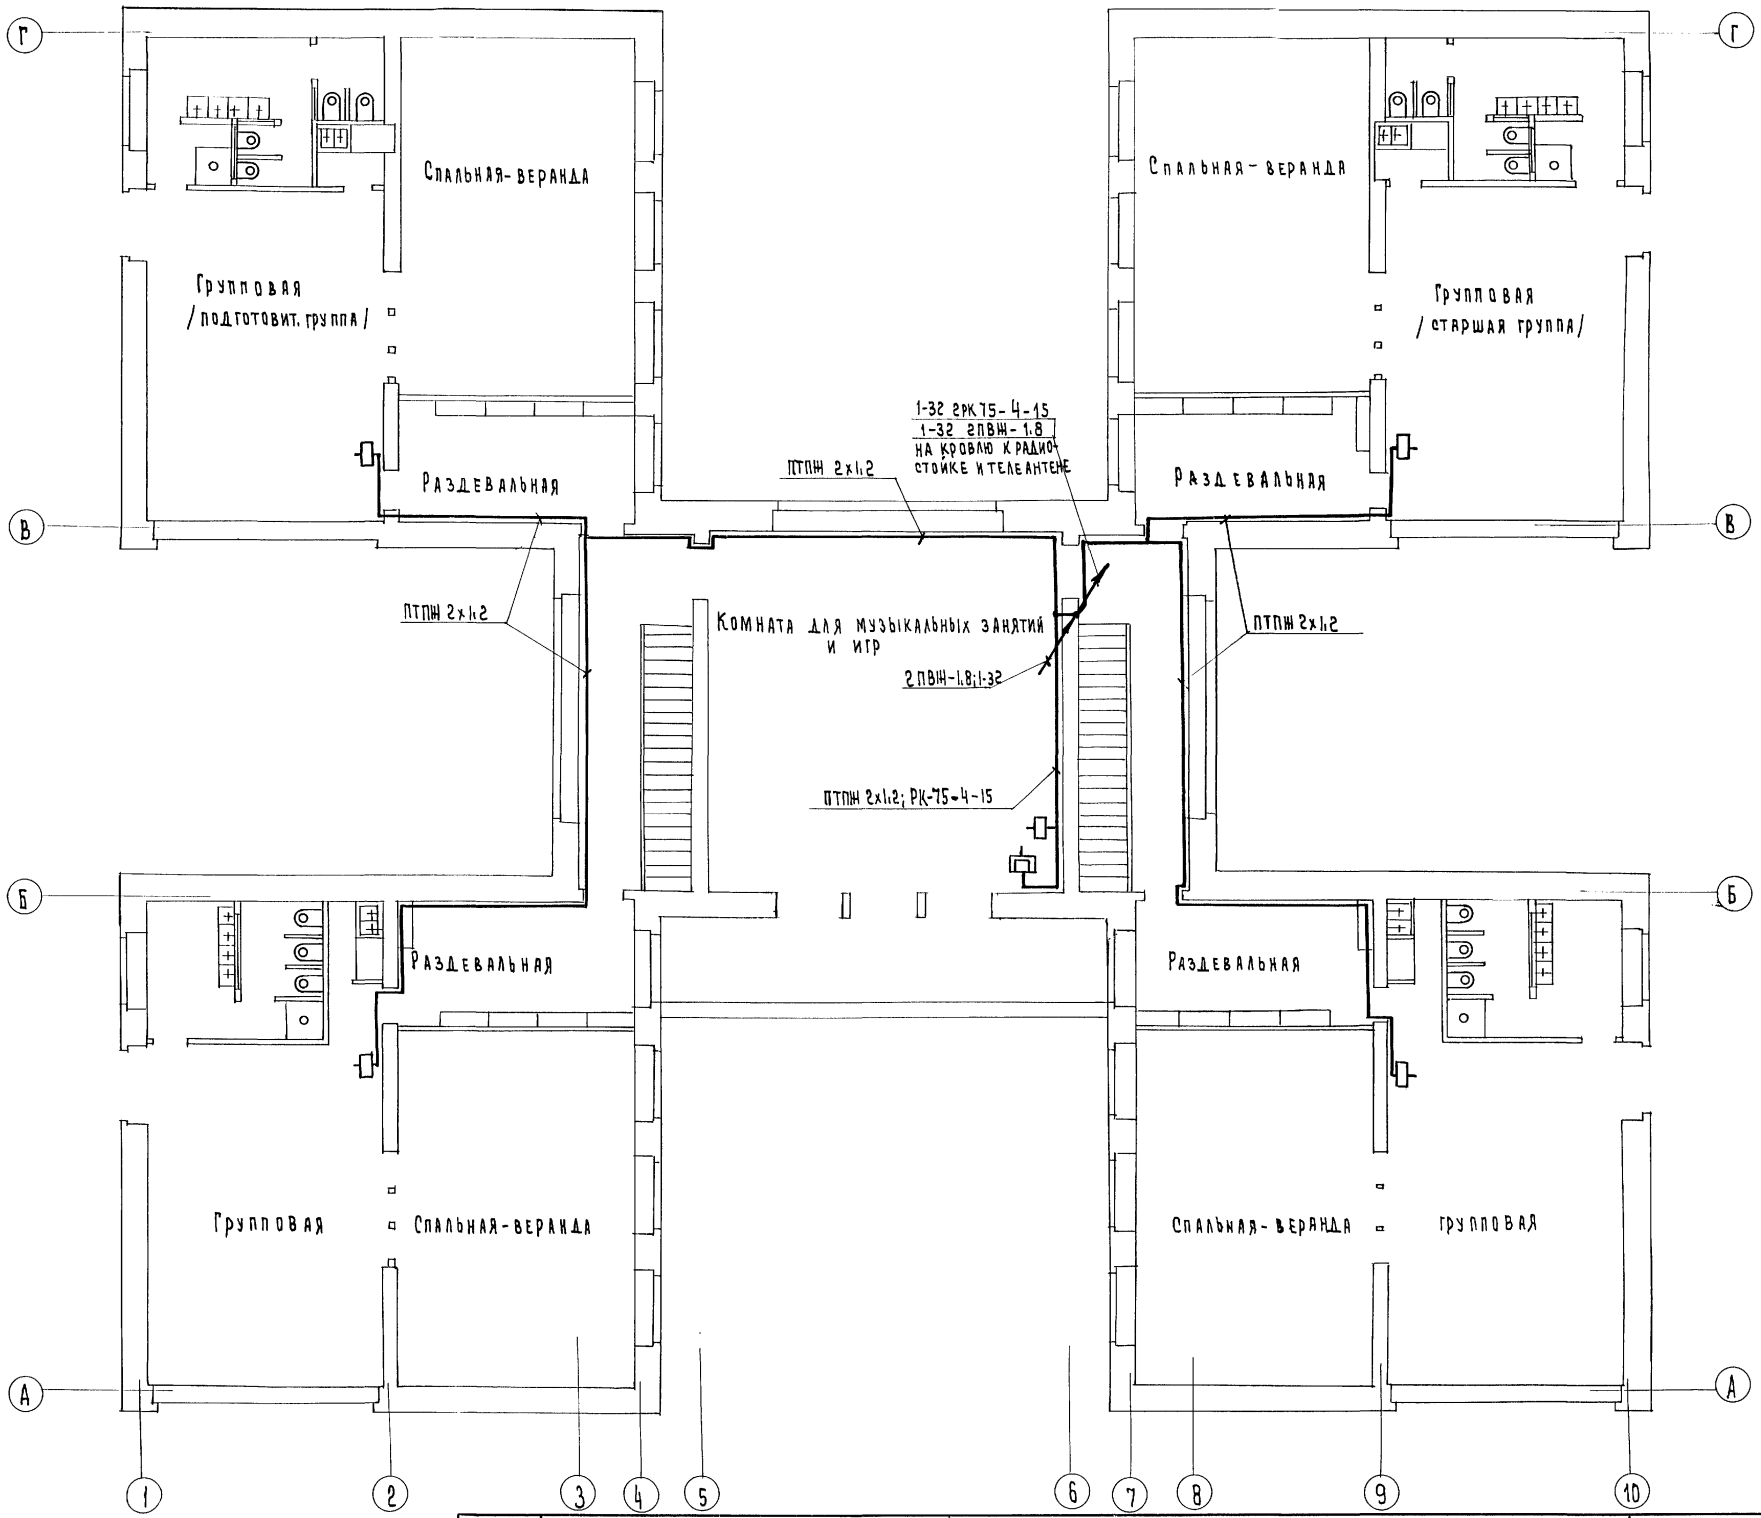 Г
Г
Спальная-веранда
Спальная-веранда
Групповая
/подготовит. группа/
Групповая
/старшая группа/
1-32 2РК75-4-15
1-32 2ПВЖ-1.8
на кровлю к радио-
стойке и телеантене
ПТПЖ 2х1.2
Раздевальная
Раздевальная
В
В
ПТПЖ 2х1.2
Комната для музыкальных занятий
и игр
ПТПЖ 2х1.2
2ПВЖ-1.8;1-32
ПТПЖ 2х1.2; РК-75-4-15
Б
Б
Раздевальная
Раздевальная
Групповая
Спальная-веранда
Спальная-веранда
групповая
А
А
1
2
3
4
5
6
7
8
9
10